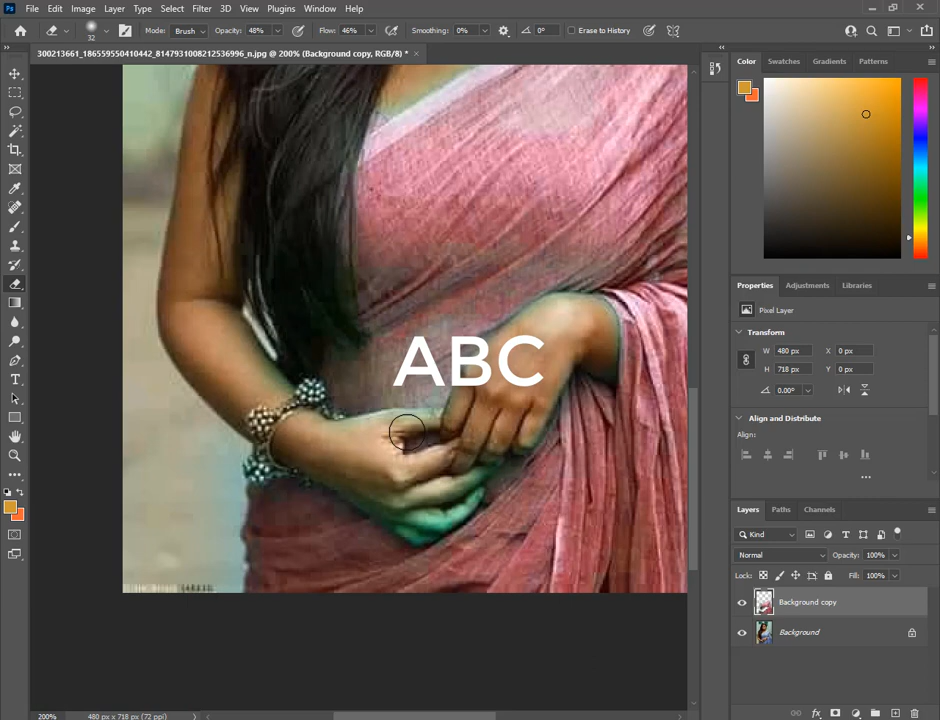 Ps File Edit Image Layer Type Select Filter 3D View Plugins Window Help
32 Mode: Brush Opacity: 48% Flow: 46% Smoothing: 0% 0° Erase to History
300213661_186559550410442_8147931008212536996_n.jpg @ 200% (Background copy, RGB/8) *
Color Swatches Gradients Patterns
ABC
Properties Adjustments Libraries
Pixel Layer
Transform
W 480 px X 0 px
H 718 px Y 0 px
0.00°
Align and Distribute
Align:
Layers Paths Channels
Kind
Normal Opacity: 100%
Lock: Fill: 100%
Background copy
Background
200% 480 px x 718 px (72 ppi)